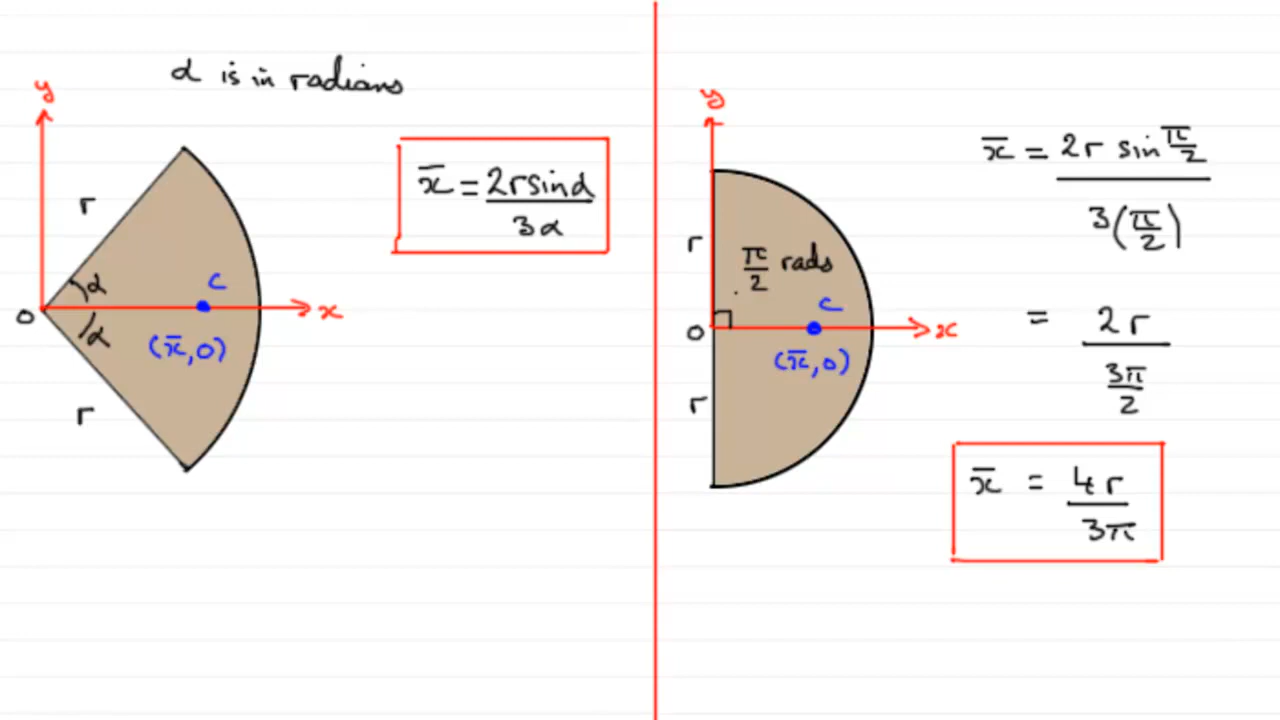 α is in radians
y
r
α
α
r
O
C
(x̄,0)
x
x̄ = 2r sin α
3α
y
r
π/2 rads
C
O
(x̄,0)
x
r
x̄ = 2r sin π/2
3(π/2)
= 2r
3π/2
x̄ = 4r
3π